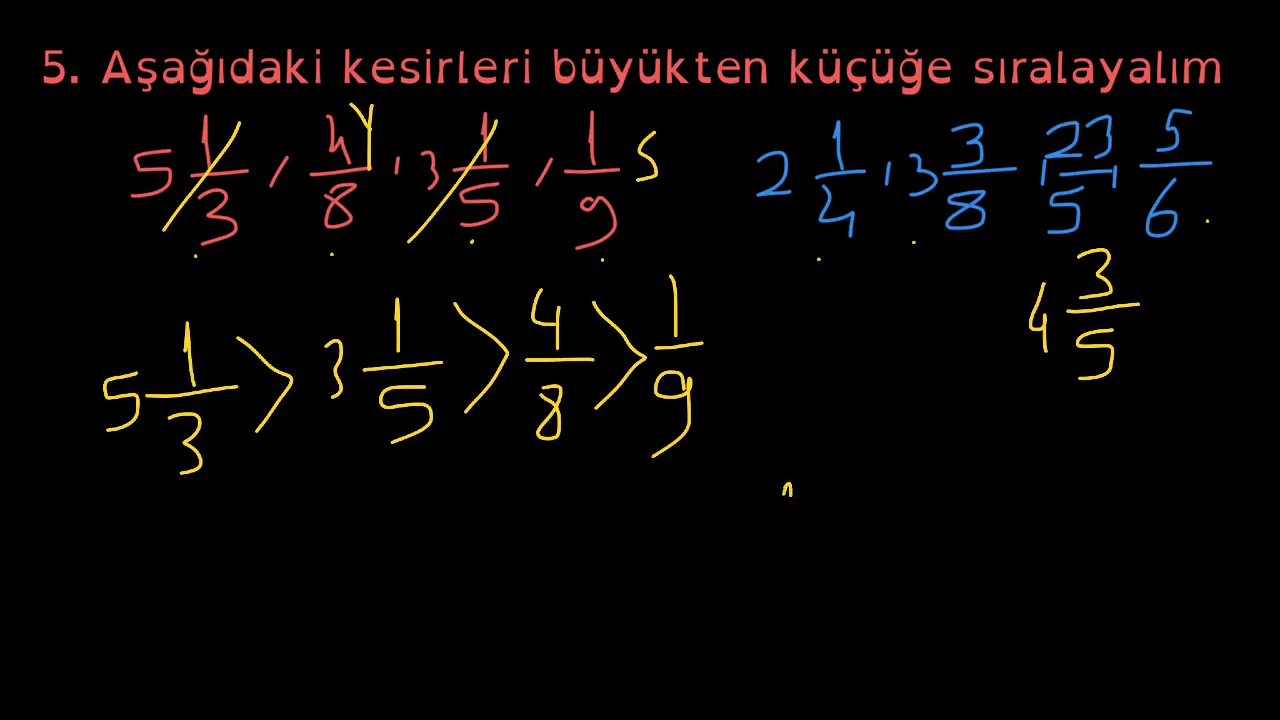 5. Aşağıdaki kesirleri büyükten küçüğe sıralayalım
5 1/3 , 4/8 Y , 3 1/5 , 1/9 S
2 1/4 , 3 3/8 , 23/5 , 5/6
4 3/5
5 1/3 > 3 1/5 > 4/8 > 1/9